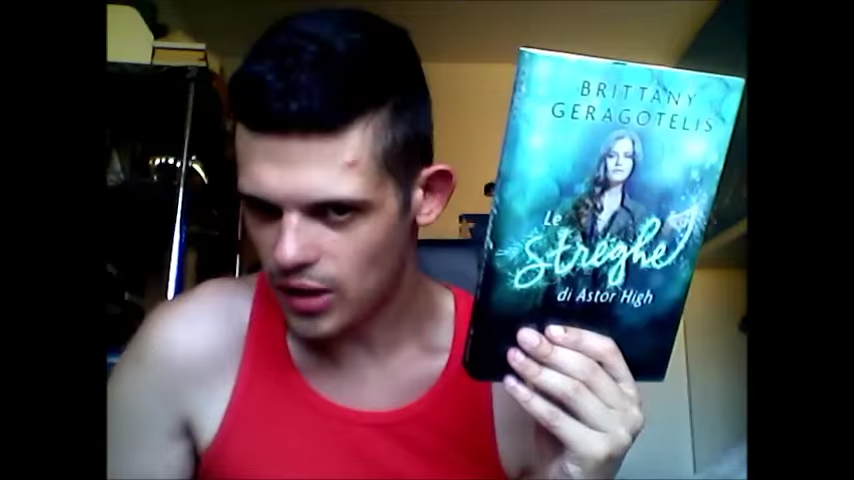 BRITTANY
GERAGOTELIS
Le
Streghe
di Astor High